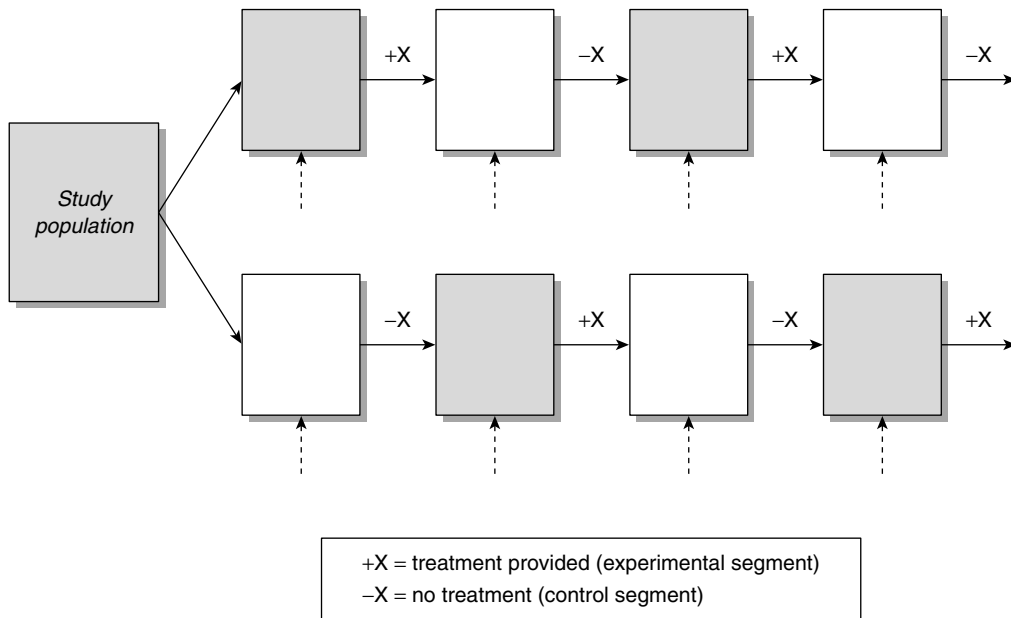 +X
−X
+X
−X
Study
population
−X
+X
−X
+X
+X = treatment provided (experimental segment)
−X = no treatment (control segment)